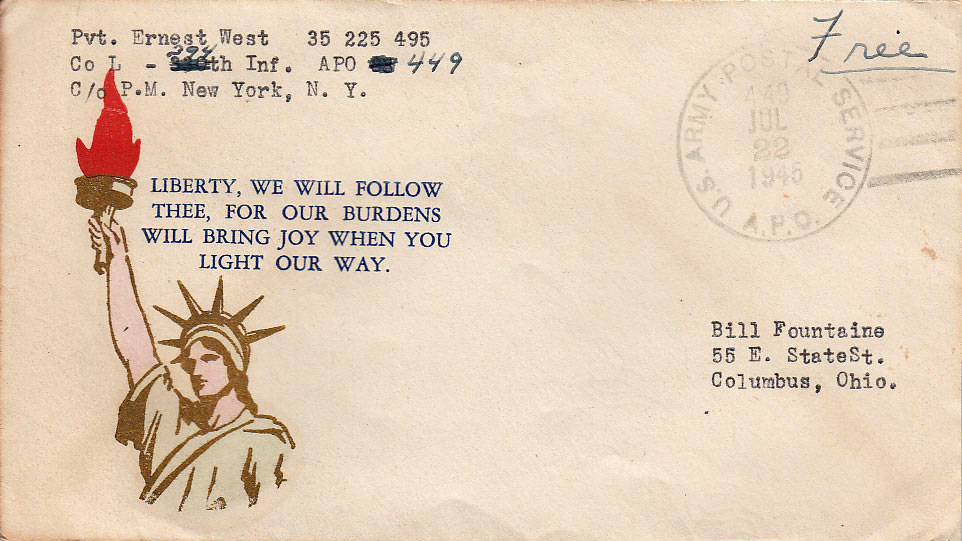 Pvt. Ernest West 35 225 495
Co L - 394th Inf. APO 449
C/o P.M. New York, N. Y.
Free
U.S. ARMY POSTAL SERVICE
449
JUL
22
1945
A.P.O.
LIBERTY, WE WILL FOLLOW
THEE, FOR OUR BURDENS
WILL BRING JOY WHEN YOU
LIGHT OUR WAY.
Bill Fountaine
55 E. StateSt.
Columbus, Ohio.